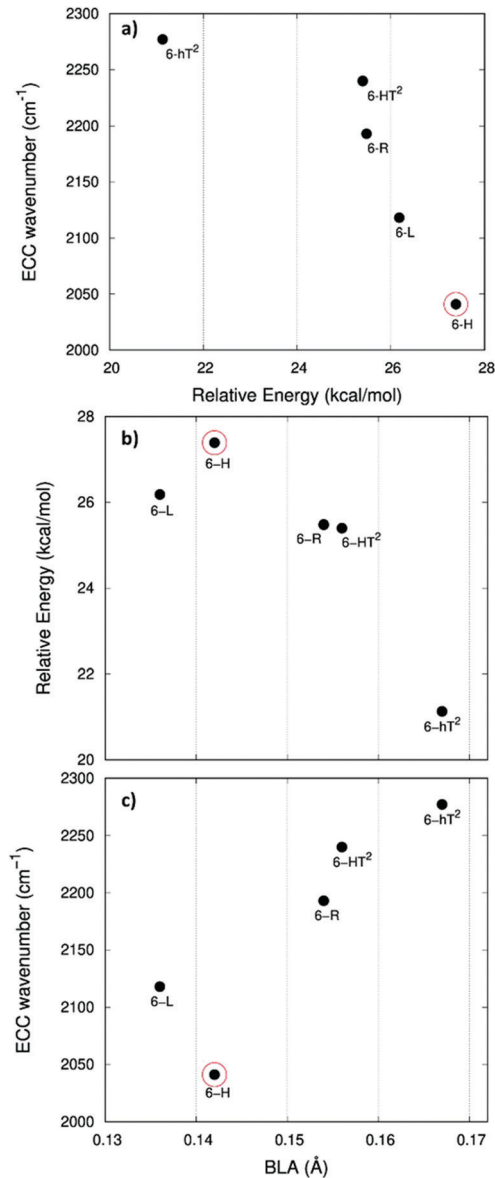 a)
2300
2250
2200
2150
2100
2050
2000
ECC wavenumber (cm⁻¹)
6-hT²
6-HT²
6-R
6-L
6-H
20 22 24 26 28
Relative Energy (kcal/mol)
b)
28
26
24
22
20
Relative Energy (kcal/mol)
6–H
6–L
6–R
6–HT²
6–hT²
c)
2300
2250
2200
2150
2100
2050
2000
ECC wavenumber (cm⁻¹)
6–hT²
6–HT²
6–R
6–L
6–H
0.13 0.14 0.15 0.16 0.17
BLA (Å)